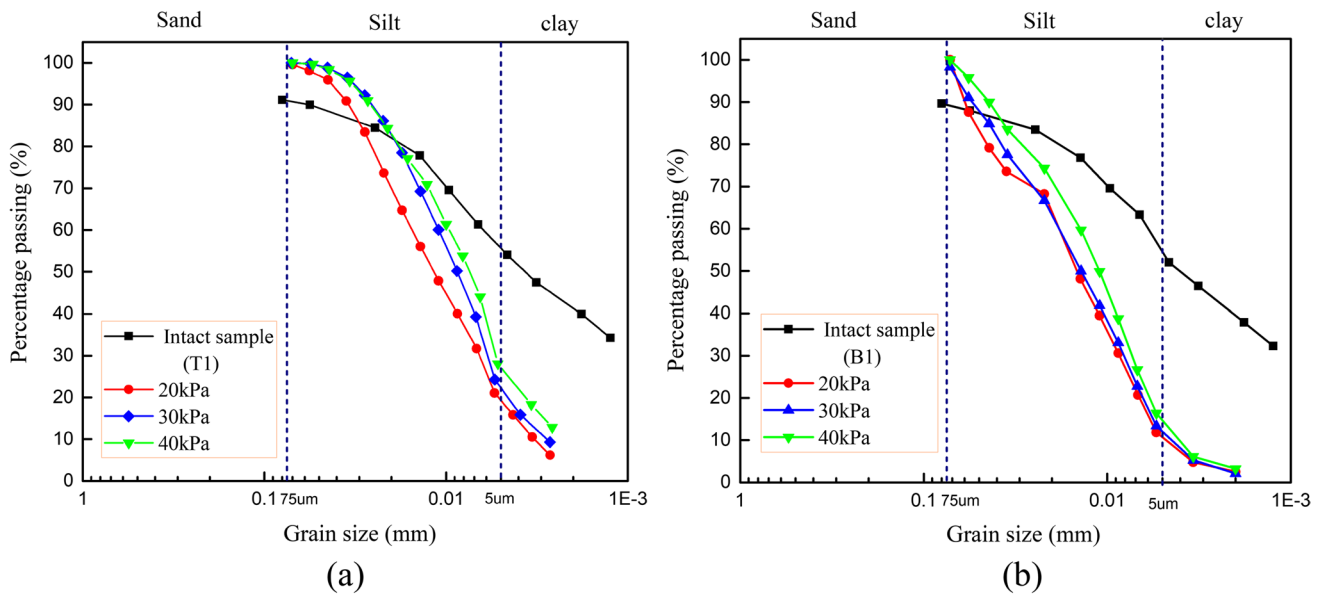 Sand Silt clay
Percentage passing (%)
100
90
80
70
60
50
40
30
20
10
0
Intact sample
(T1)
20kPa
30kPa
40kPa
1 0.1 75um 0.01 5um 1E-3
Grain size (mm)
(a)
Sand Silt clay
Percentage passing (%)
100
90
80
70
60
50
40
30
20
10
0
Intact sample
(B1)
20kPa
30kPa
40kPa
1 0.1 75um 0.01 5um 1E-3
Grain size (mm)
(b)